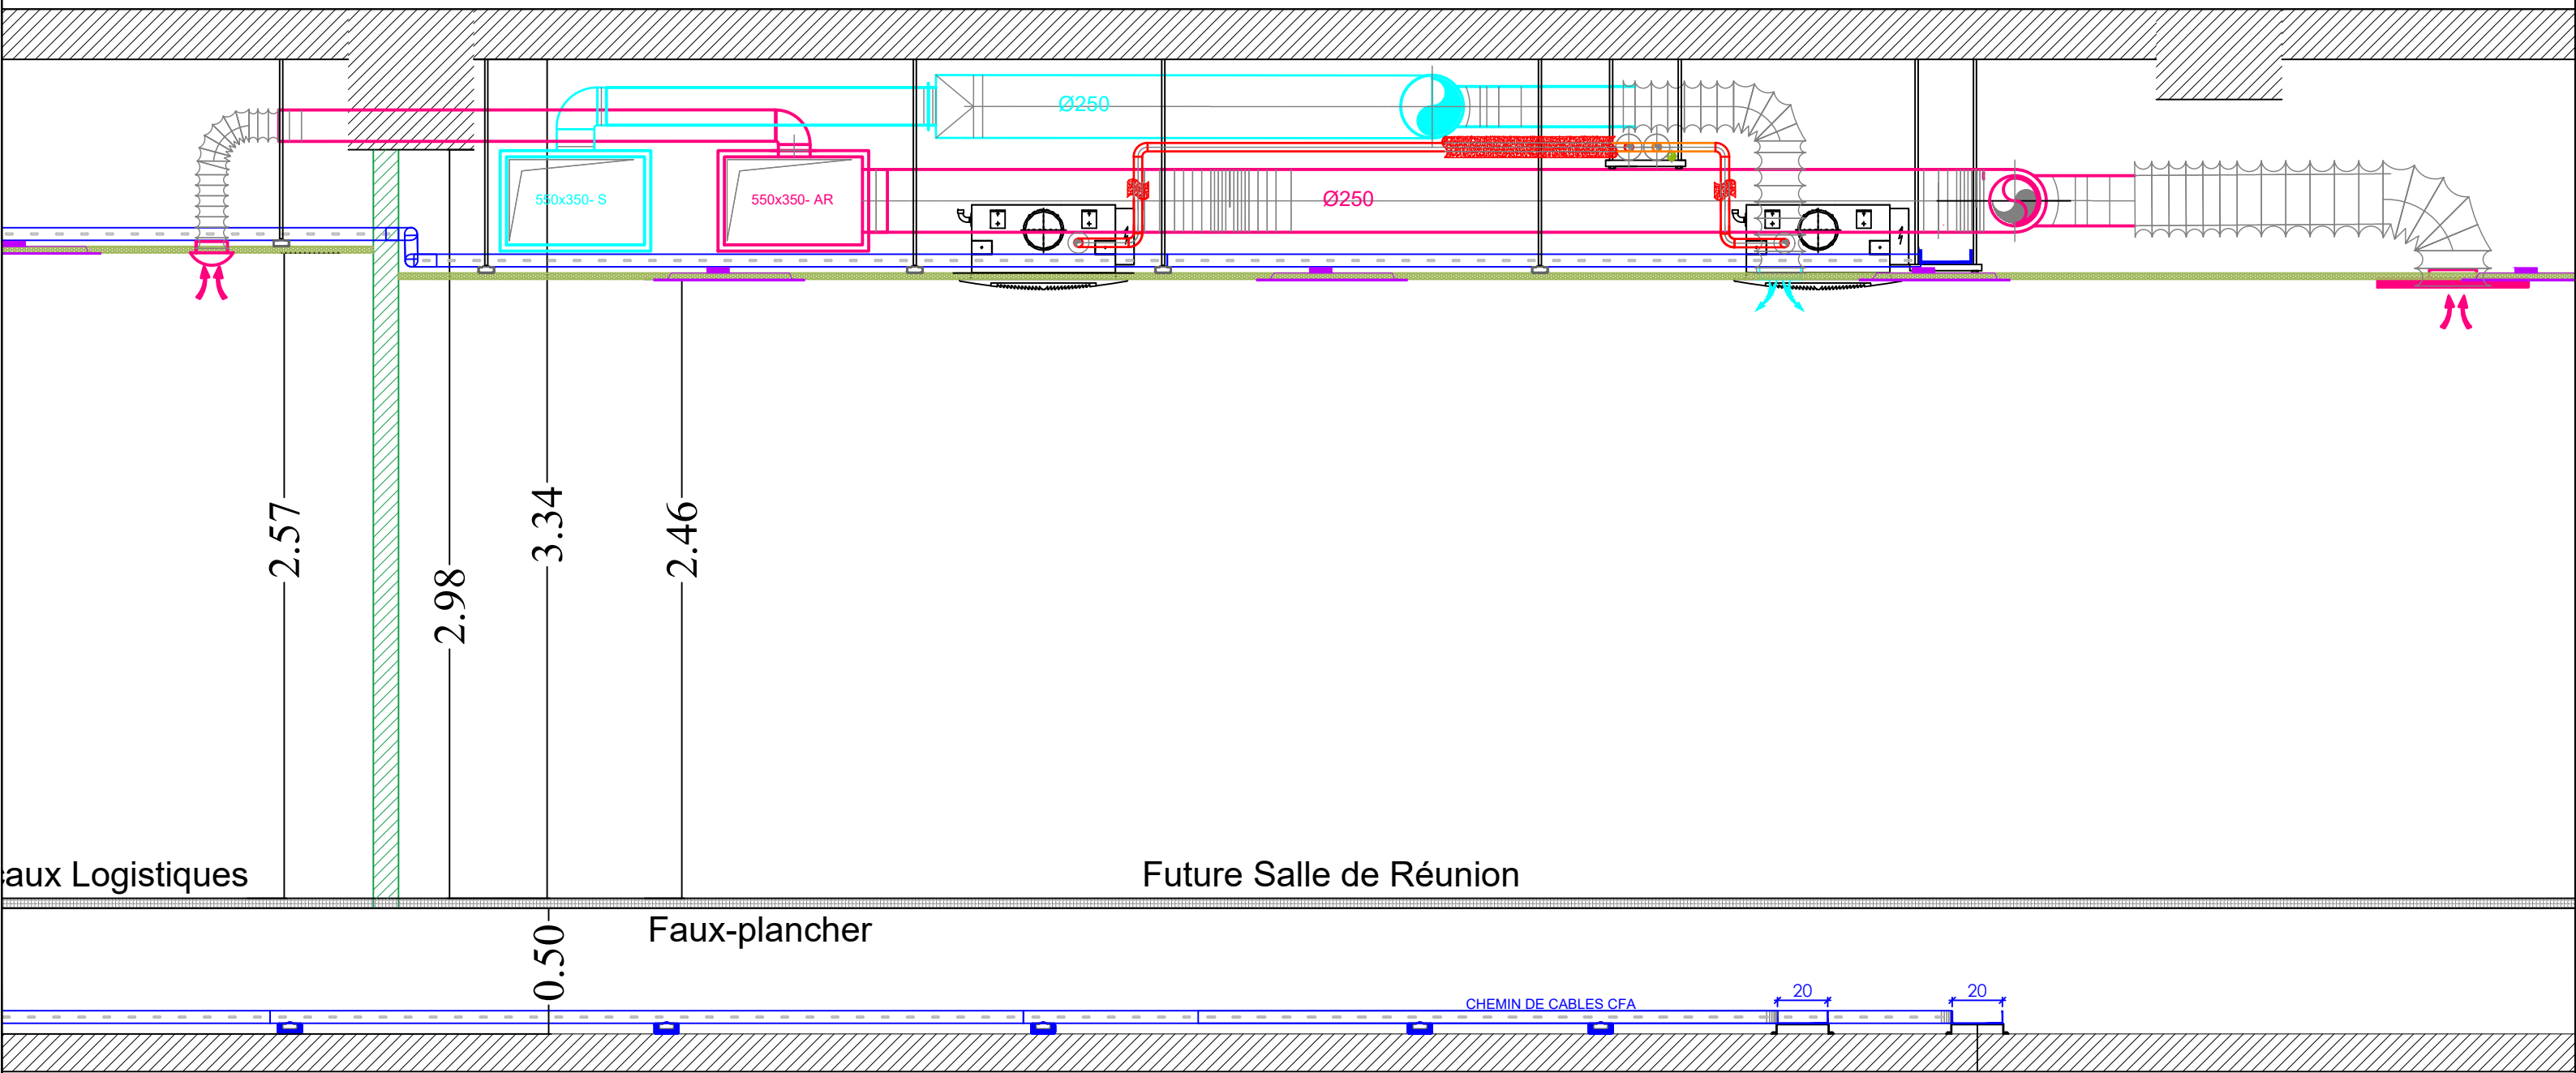 Ø250
550x350- S
550x350- AR
Ø250
2.57
2.98
3.34
2.46
caux Logistiques
Future Salle de Réunion
Faux-plancher
0.50
CHEMIN DE CABLES CFA
20
20